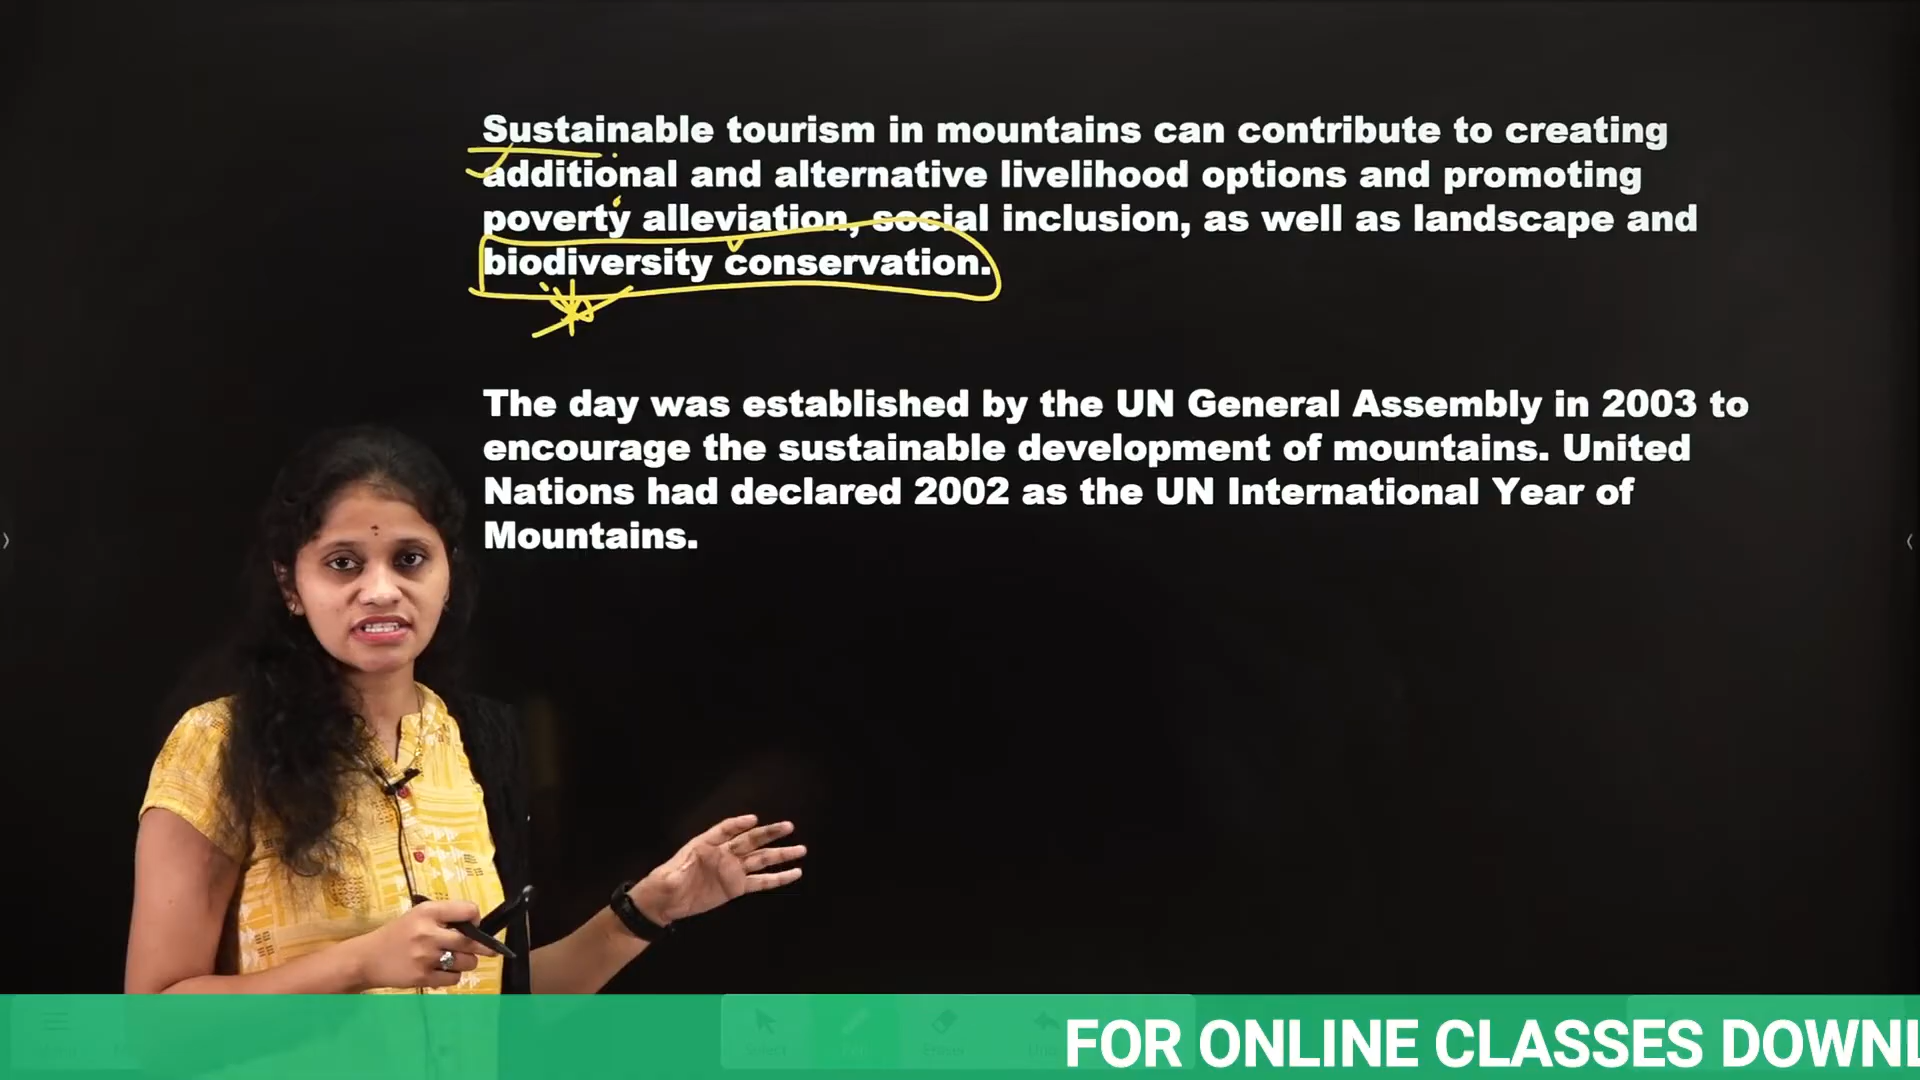 Sustainable tourism in mountains can contribute to creating
additional and alternative livelihood options and promoting
poverty alleviation, social inclusion, as well as landscape and
biodiversity conservation.
The day was established by the UN General Assembly in 2003 to
encourage the sustainable development of mountains. United
Nations had declared 2002 as the UN International Year of
Mountains.
Select
Eraser
FOR ONLINE CLASSES DOWNL